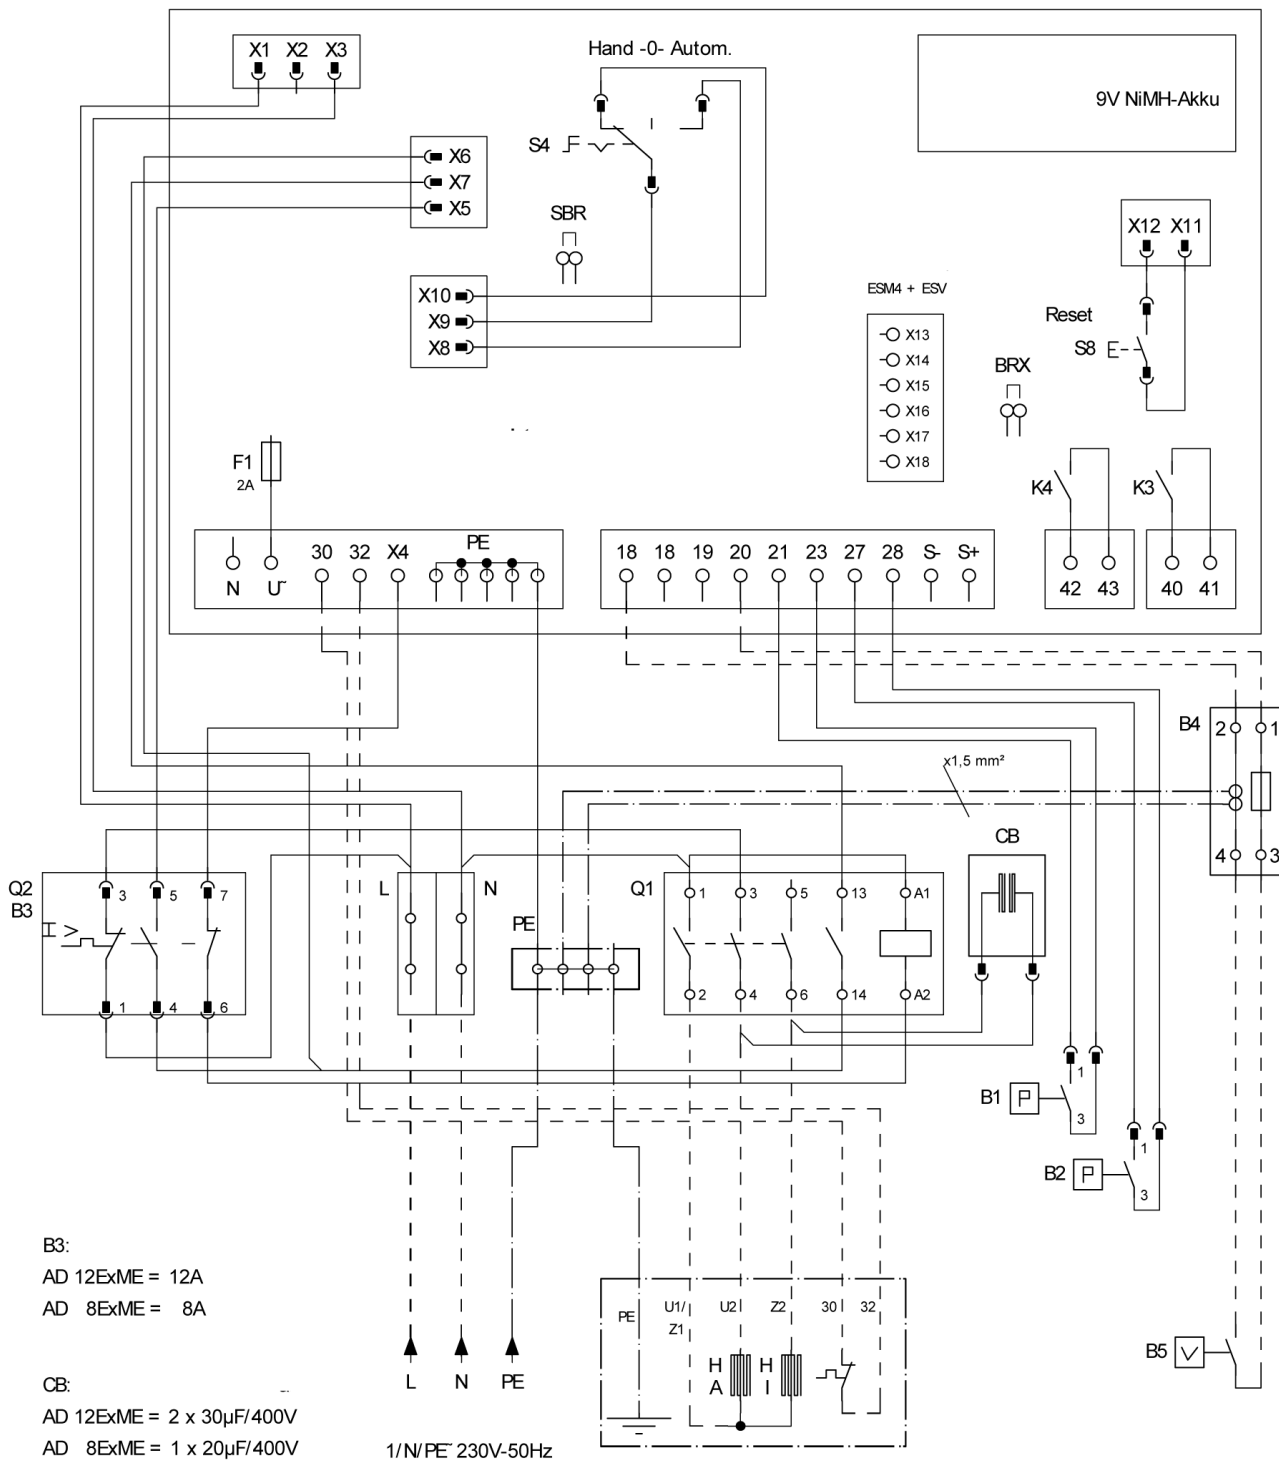 X1 X2 X3
Hand -0- Autom.
9V NiMH-Akku
X6
X7
X5
S4
SBR
X10
X9
X8
X12 X11
Reset
S8
ESM4 + ESV
X13
X14
X15
X16
X17
X18
BRX
F1
2A
K4
K3
30 32 X4 PE
N U~
18 18 19 20 21 23 27 28 S- S+
42 43
40 41
B4
2 1
x1,5 mm²
4 3
CB
Q2
B3
3 5 7
1 4 6
L N
PE
Q1
1 3 5 13 A1
2 4 6 14 A2
B1
P
1
3
B2
P
1
3
B3:
AD 12ExME = 12A
AD 8ExME = 8A
CB:
AD 12ExME = 2 x 30µF/400V
AD 8ExME = 1 x 20µF/400V
L N PE
1/N/PE~ 230V-50Hz
PE U1/ U2 Z2 30 32
Z1
H H
A I
B5